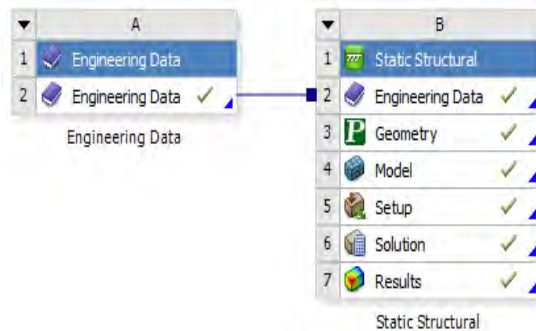 A
1 Engineering Data
2 Engineering Data
Engineering Data
B
1 Static Structural
2 Engineering Data
3 P Geometry
4 Model
5 Setup
6 Solution
7 Results
Static Structural